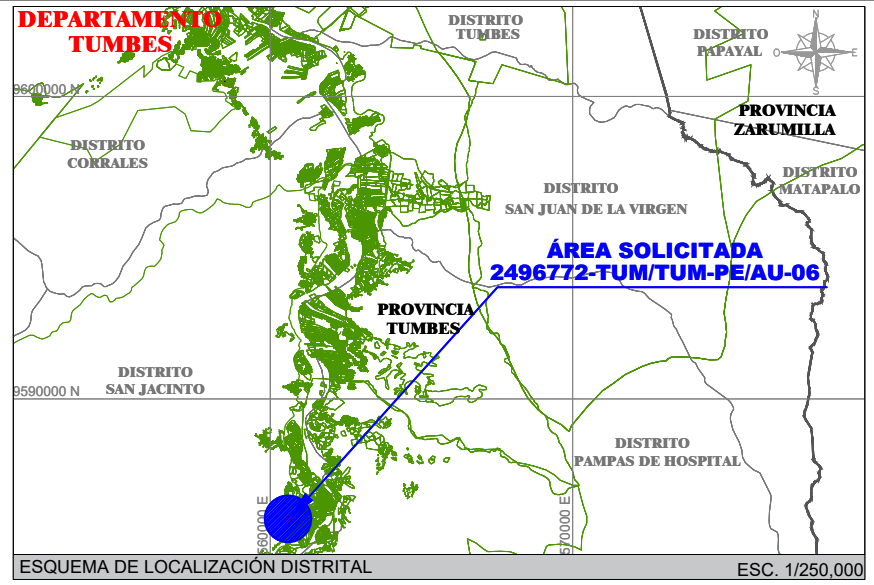 DEPARTAMENTO
TUMBES
DISTRITO
TUMBES
DISTRITO
PAPAYAL
N
O
E
S
9600000 N
PROVINCIA
ZARUMILLA
DISTRITO
CORRALES
DISTRITO
MATAPALO
DISTRITO
SAN JUAN DE LA VIRGEN
ÁREA SOLICITADA
2496772-TUM/TUM-PE/AU-06
PROVINCIA
TUMBES
DISTRITO
SAN JACINTO
9590000 N
DISTRITO
PAMPAS DE HOSPITAL
560000 E
570000 E
ESQUEMA DE LOCALIZACIÓN DISTRITAL
ESC. 1/250,000